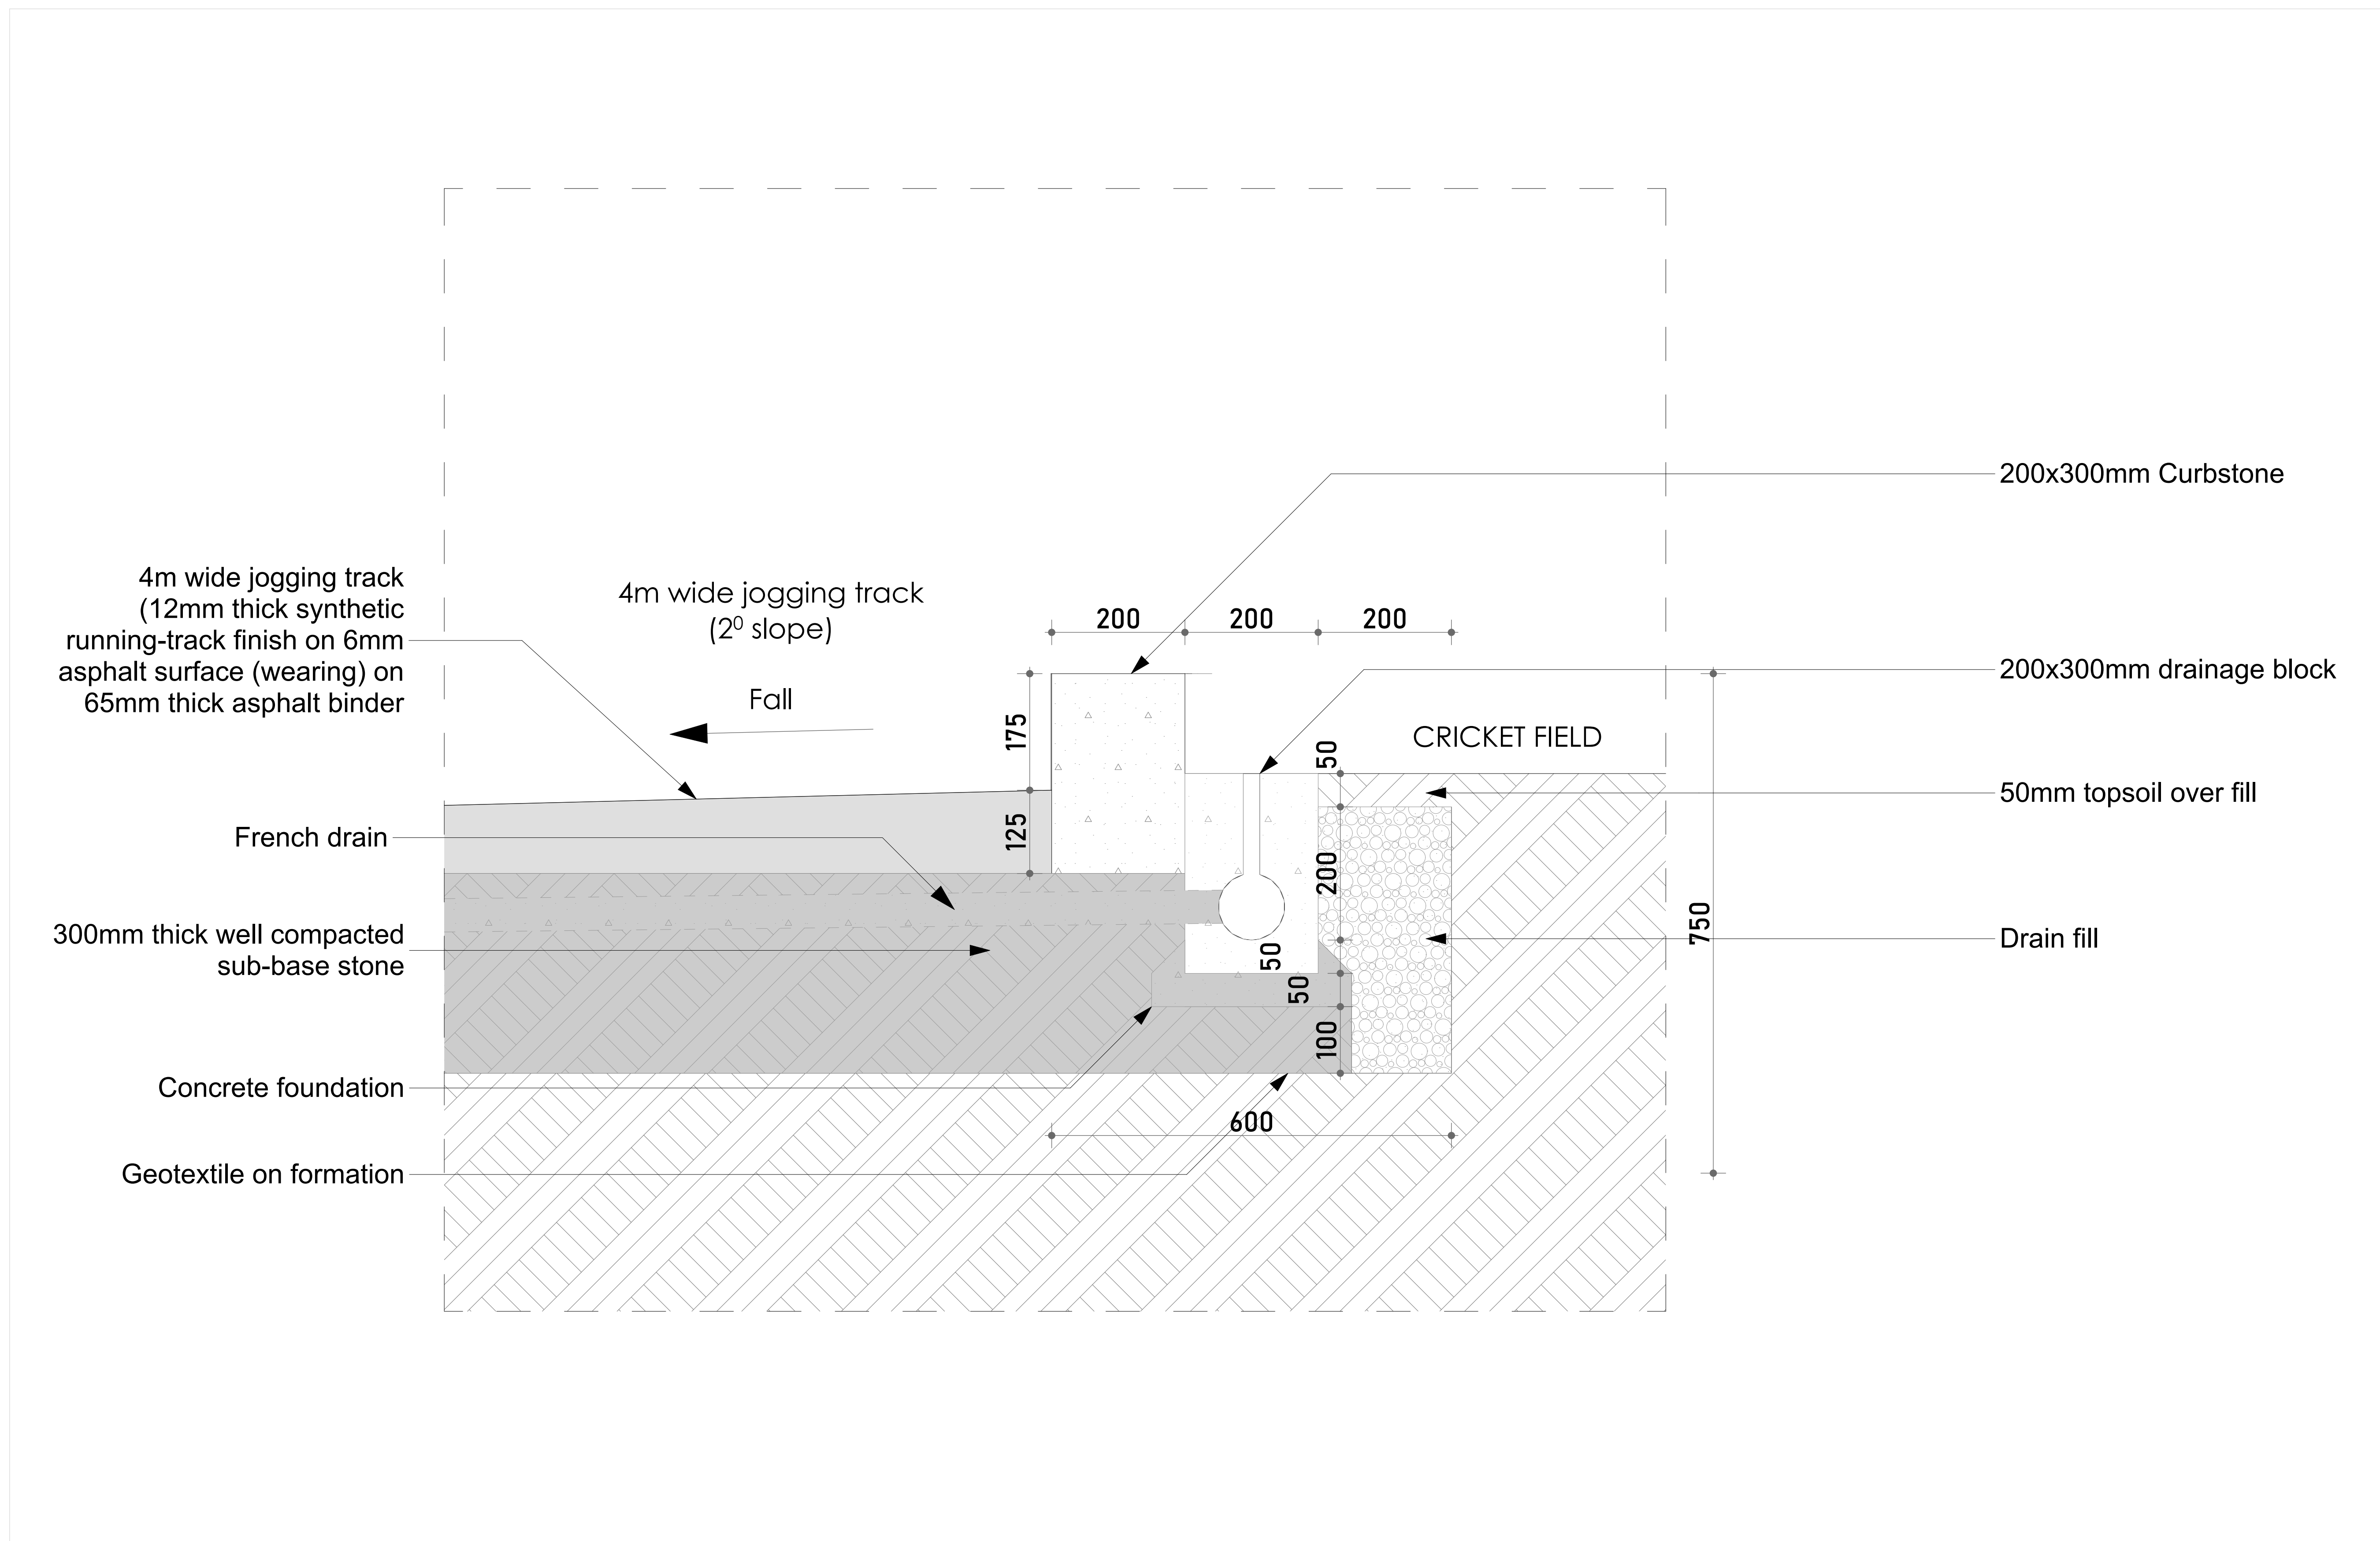 200x300mm Curbstone
4m wide jogging track
(12mm thick synthetic
running-track finish on 6mm
asphalt surface (wearing) on
65mm thick asphalt binder
4m wide jogging track
(2⁰ slope)
Fall
200
200
200
200x300mm drainage block
175
CRICKET FIELD
50
50mm topsoil over fill
125
French drain
200
300mm thick well compacted
sub-base stone
750
Drain fill
50
50
100
Concrete foundation
600
Geotextile on formation